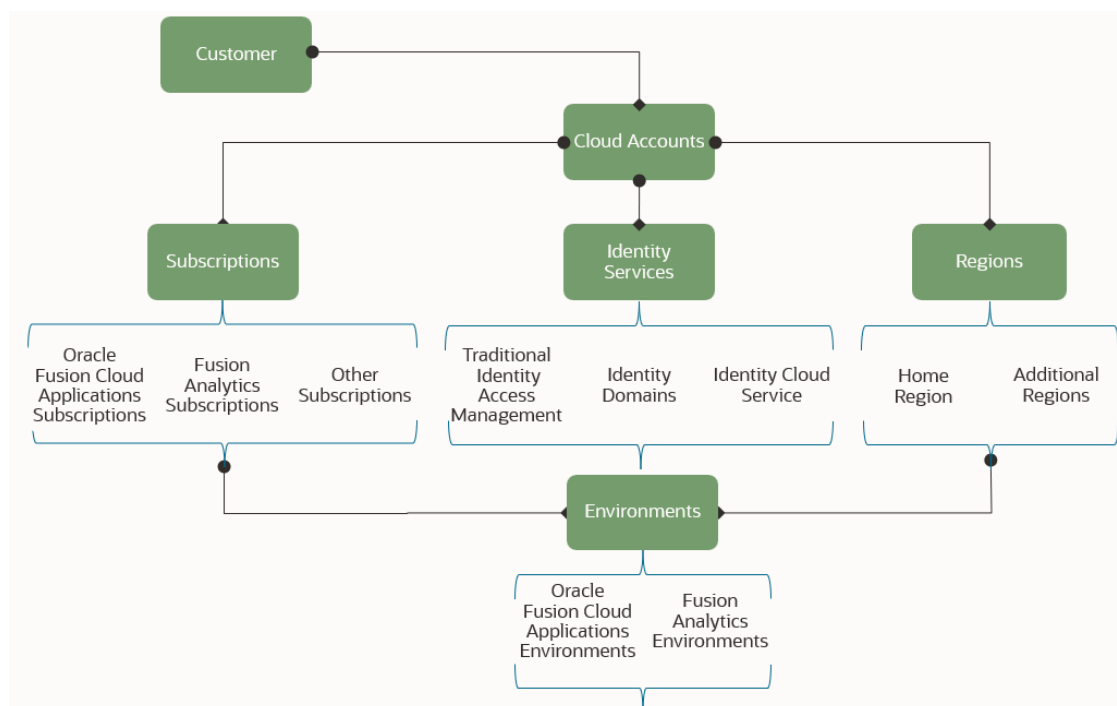 Customer
Cloud Accounts
Subscriptions
Identity
Services
Regions
Oracle
Fusion Cloud
Applications
Subscriptions
Fusion
Analytics
Subscriptions
Other
Subscriptions
Traditional
Identity
Access
Management
Identity
Domains
Identity Cloud
Service
Home
Region
Additional
Regions
Environments
Oracle
Fusion Cloud
Applications
Environments
Fusion
Analytics
Environments